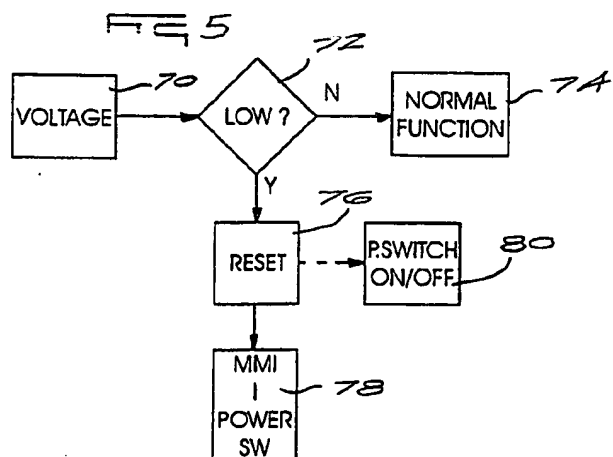 FIG 5
70
VOLTAGE
72
LOW ?
N
74
NORMAL
FUNCTION
Y
76
RESET
P.SWITCH
ON/OFF
80
MMI
I
POWER
SW
78